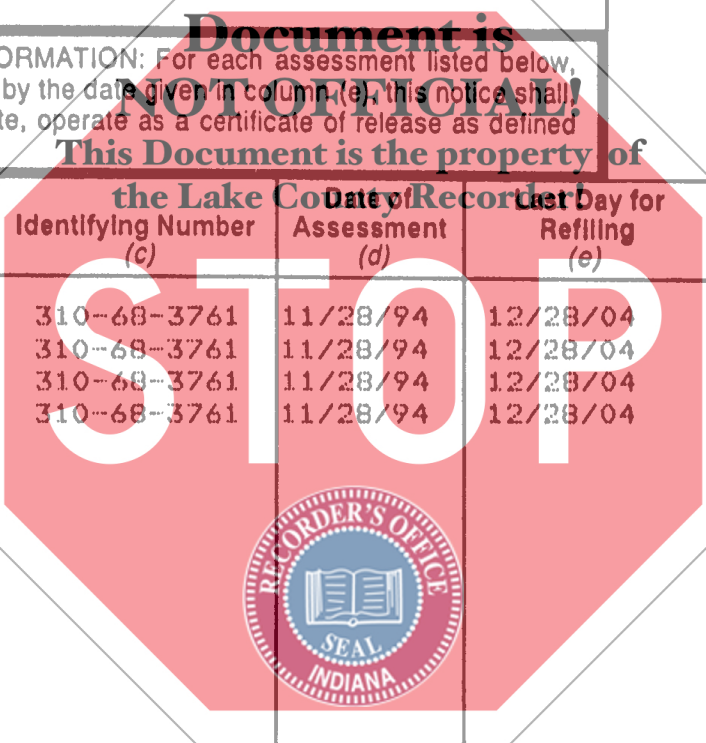 Document is
ORMATION: For each assessment listed below,
by the date given in column (e), this notice shall,
NOT OFFICIAL!
te, operate as a certificate of release as defined
This Document is the property of
the Lake County Recorder!
Identifying Number
(c)
Date of
Assessment
(d)
Last Day for
Refiling
(e)
310-68-3761 11/28/94 12/28/04
310-68-3761 11/28/94 12/28/04
310-68-3761 11/28/94 12/28/04
310-68-3761 11/28/94 12/28/04
STOP
RECORDER'S OFFICE
SEAL
INDIANA